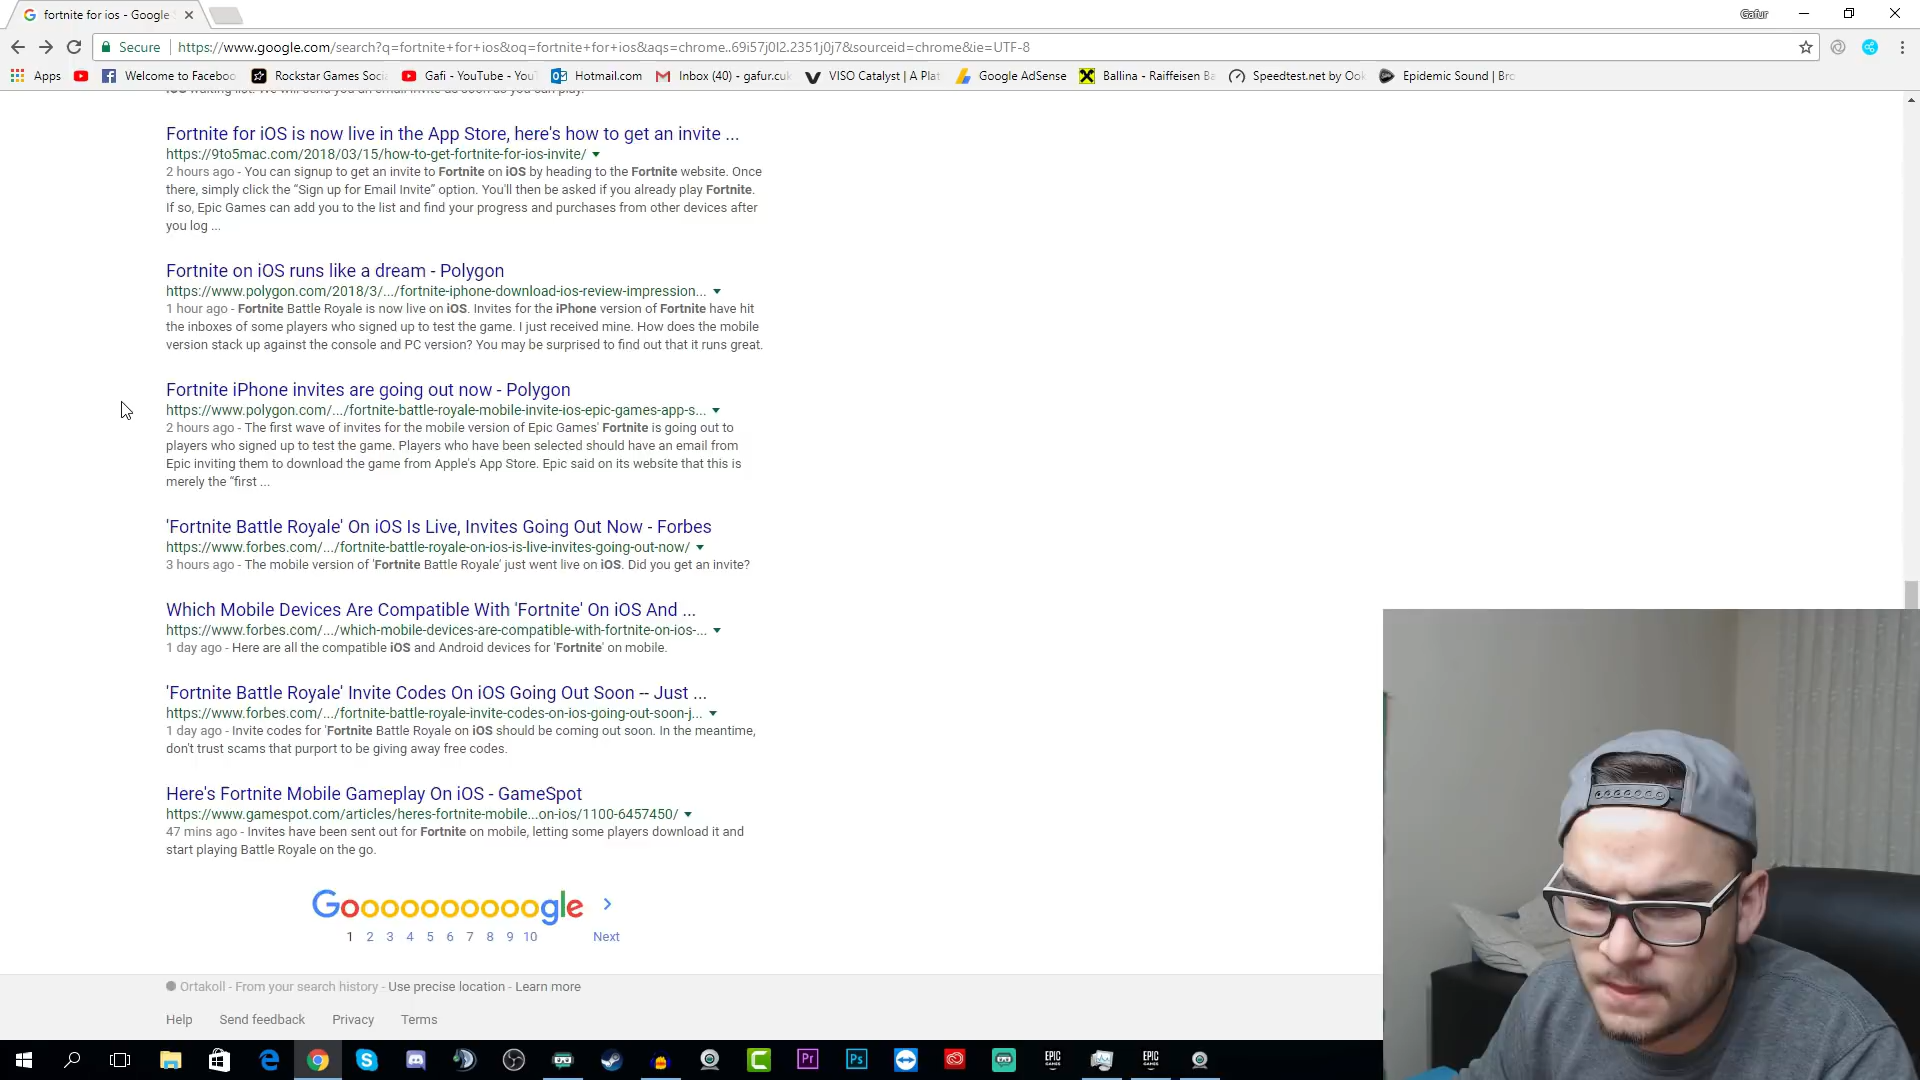 fortnite for ios - Google
Gafur
Secure
https://www.google.com/search?q=fortnite+for+ios&oq=fortnite+for+ios&aqs=chrome..69i57j0l2.2351j0j7&sourceid=chrome&ie=UTF-8
Apps
Welcome to Faceboo
Rockstar Games Soci
Gafi - YouTube - You
Hotmail.com
Inbox (40) - gafur.cuk
VISO Catalyst | A Plat
Google AdSense
Ballina - Raiffeisen Ba
Speedtest.net by Ook
Epidemic Sound | Bro
iOS waiting list. We will send you an email invite as soon as you can play.
Fortnite for iOS is now live in the App Store, here's how to get an invite ...
https://9to5mac.com/2018/03/15/how-to-get-fortnite-for-ios-invite/
2 hours ago - You can signup to get an invite to Fortnite on iOS by heading to the Fortnite website. Once
there, simply click the “Sign up for Email Invite” option. You'll then be asked if you already play Fortnite.
If so, Epic Games can add you to the list and find your progress and purchases from other devices after
you log ...
Fortnite on iOS runs like a dream - Polygon
https://www.polygon.com/2018/3/.../fortnite-iphone-download-ios-review-impression...
1 hour ago - Fortnite Battle Royale is now live on iOS. Invites for the iPhone version of Fortnite have hit
the inboxes of some players who signed up to test the game. I just received mine. How does the mobile
version stack up against the console and PC version? You may be surprised to find out that it runs great.
Fortnite iPhone invites are going out now - Polygon
https://www.polygon.com/.../fortnite-battle-royale-mobile-invite-ios-epic-games-app-s...
2 hours ago - The first wave of invites for the mobile version of Epic Games' Fortnite is going out to
players who signed up to test the game. Players who have been selected should have an email from
Epic inviting them to download the game from Apple's App Store. Epic said on its website that this is
merely the “first ...
'Fortnite Battle Royale' On iOS Is Live, Invites Going Out Now - Forbes
https://www.forbes.com/.../fortnite-battle-royale-on-ios-is-live-invites-going-out-now/
3 hours ago - The mobile version of 'Fortnite Battle Royale' just went live on iOS. Did you get an invite?
Which Mobile Devices Are Compatible With 'Fortnite' On iOS And ...
https://www.forbes.com/.../which-mobile-devices-are-compatible-with-fortnite-on-ios-...
1 day ago - Here are all the compatible iOS and Android devices for 'Fortnite' on mobile.
'Fortnite Battle Royale' Invite Codes On iOS Going Out Soon -- Just ...
https://www.forbes.com/.../fortnite-battle-royale-invite-codes-on-ios-going-out-soon-j...
1 day ago - Invite codes for 'Fortnite Battle Royale on iOS should be coming out soon. In the meantime,
don't trust scams that purport to be giving away free codes.
Here's Fortnite Mobile Gameplay On iOS - GameSpot
https://www.gamespot.com/articles/heres-fortnite-mobile...on-ios/1100-6457450/
47 mins ago - Invites have been sent out for Fortnite on mobile, letting some players download it and
start playing Battle Royale on the go.
Goooooooooogle
1 2 3 4 5 6 7 8 9 10 Next
Ortakoll - From your search history - Use precise location - Learn more
Help Send feedback Privacy Terms
Pr
Ps
EPIC GAMES
EPIC GAMES